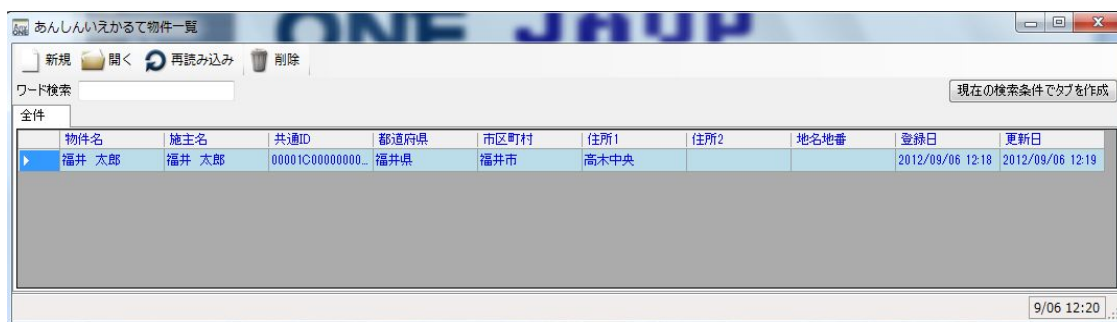 あんしんいえかるて物件一覧
新規 開く 再読み込み 削除
ワード検索 現在の検索条件でタブを作成
全件
物件名 施主名 共通ID 都道府県 市区町村 住所1 住所2 地名地番 登録日 更新日
福井 太郎 福井 太郎 00001C00000000... 福井県 福井市 高木中央 2012/09/06 12:18 2012/09/06 12:19
9/06 12:20